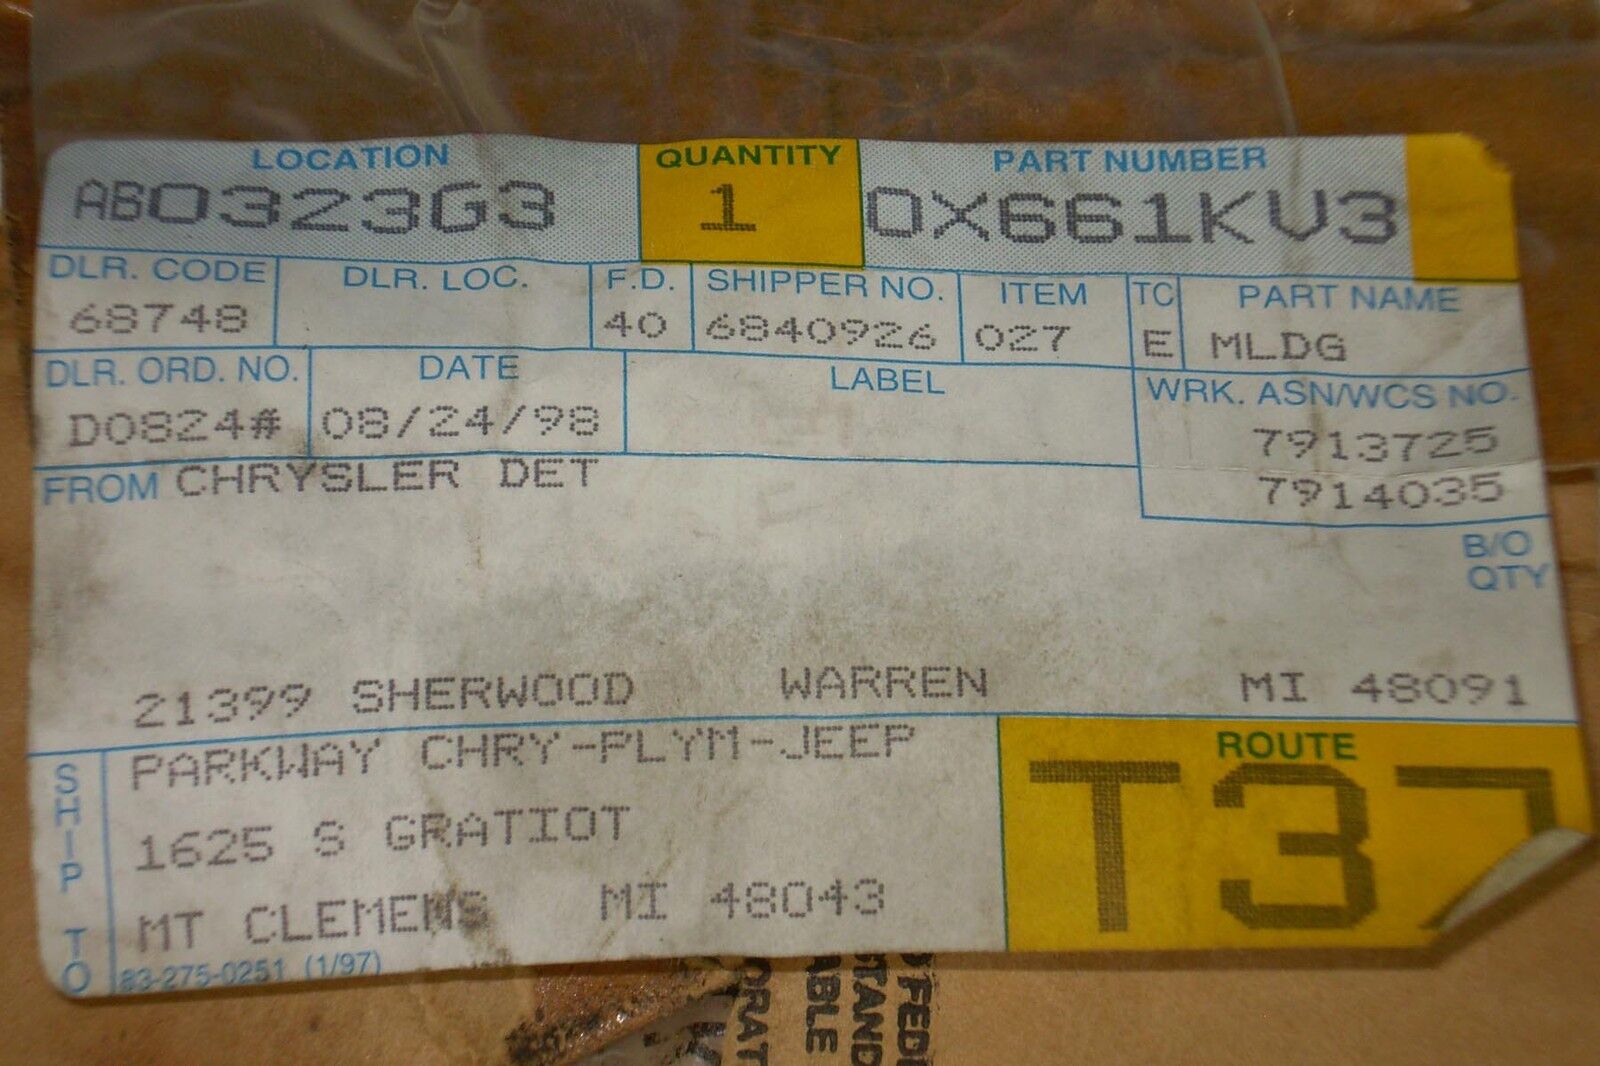 LOCATION QUANTITY PART NUMBER
AB0323G3 1 0X661KV3
DLR. CODE DLR. LOC. F.D. SHIPPER NO. ITEM TC PART NAME
68748 40 6840926 027 E MLDG
DLR. ORD. NO. DATE LABEL WRK. ASN/WCS NO.
D0824# 08/24/98 7913725
7914035
FROM CHRYSLER DET
B/O
QTY
21399 SHERWOOD WARREN MI 48091
SHIP TO
PARKWAY CHRY-PLYM-JEEP
1625 S GRATIOT
MT CLEMENS MI 48043
ROUTE
T37
83-275-0251 (1/97)